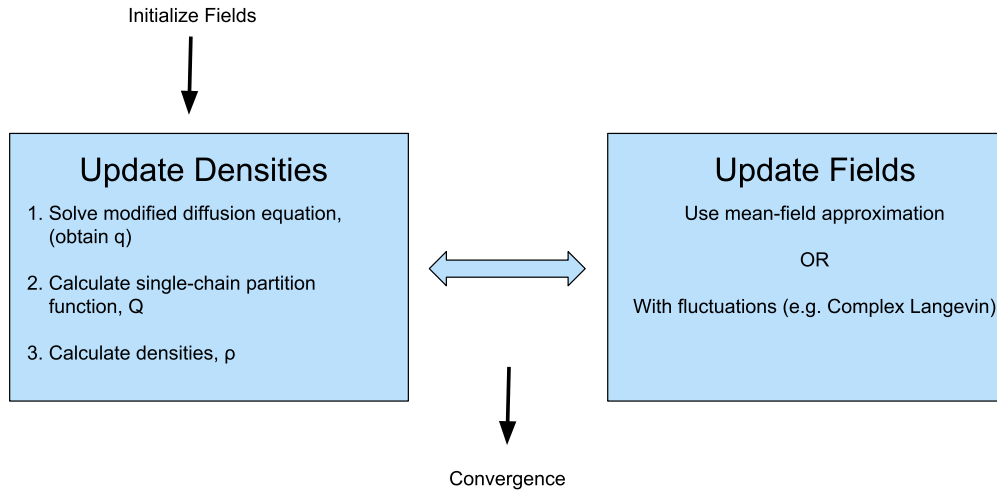 Initialize Fields
Update Densities
1. Solve modified diffusion equation,
(obtain q)
2. Calculate single-chain partition
function, Q
3. Calculate densities, ρ
Update Fields
Use mean-field approximation
OR
With fluctuations (e.g. Complex Langevin)
Convergence